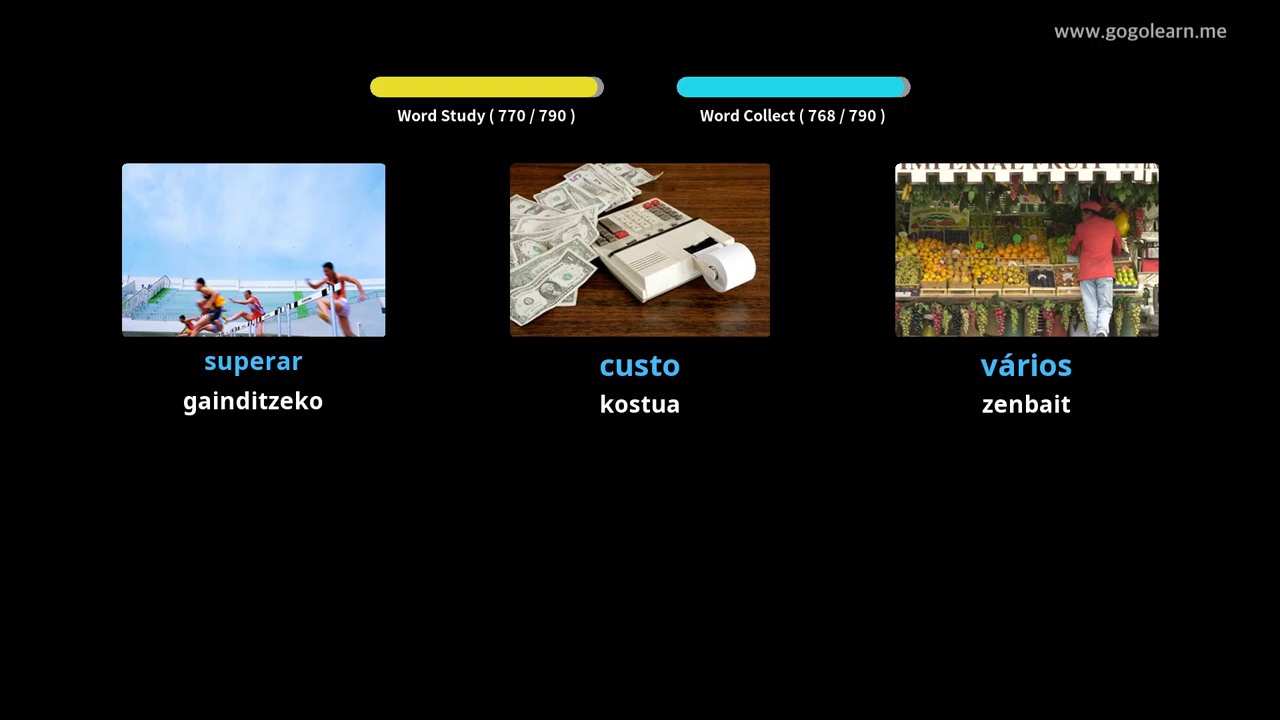 www.gogolearn.me
Word Study ( 770 / 790 )
Word Collect ( 768 / 790 )
superar
custo
vários
gainditzeko
kostua
zenbait